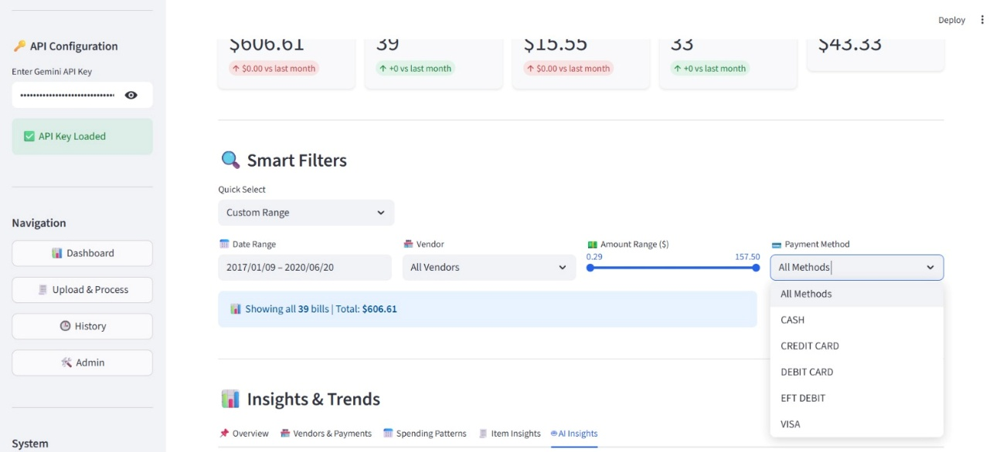 Deploy
API Configuration
Enter Gemini API Key
API Key Loaded
Navigation
Dashboard
Upload & Process
History
Admin
System
$606.61 39 $15.55 33 $43.33
↑ $0.00 vs last month ↑ +0 vs last month ↑ $0.00 vs last month ↑ +0 vs last month
Smart Filters
Quick Select
Custom Range
Date Range Vendor Amount Range ($) Payment Method
0.29 157.50
2017/01/09 – 2020/06/20 All Vendors All Methods
Showing all 39 bills | Total: $606.61
All Methods
CASH
CREDIT CARD
DEBIT CARD
EFT DEBIT
VISA
Insights & Trends
Overview Vendors & Payments Spending Patterns Item Insights AI Insights